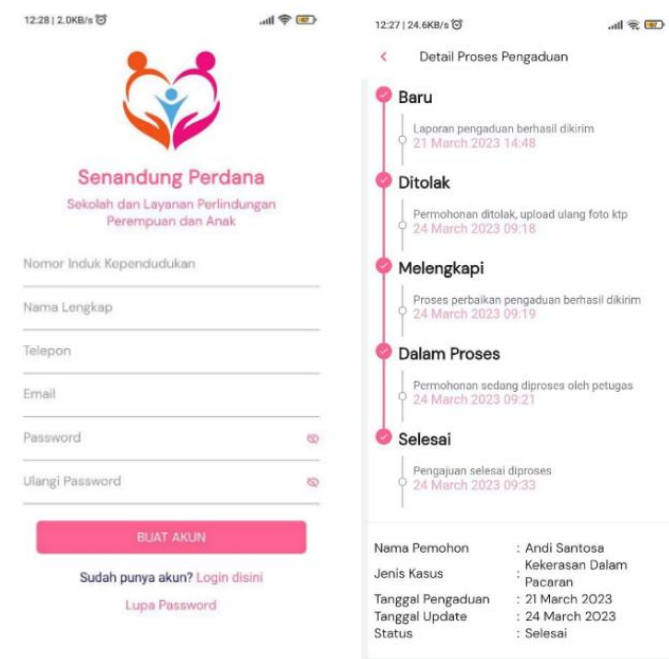 12:28 | 2.0KB/s
Senandung Perdana
Sekolah dan Layanan Perlindungan
Perempuan dan Anak
Nomor Induk Kependudukan
Nama Lengkap
Telepon
Email
Password
Ulangi Password
BUAT AKUN
Sudah punya akun? Login disini
Lupa Password
12:27 | 24.6KB/s
Detail Proses Pengaduan
Baru
Laporan pengaduan berhasil dikirim
21 March 2023 14:48
Ditolak
Permohonan ditolak, upload ulang foto ktp
24 March 2023 09:18
Melengkapi
Proses perbaikan pengaduan berhasil dikirim
24 March 2023 09:19
Dalam Proses
Permohonan sedang diproses oleh petugas
24 March 2023 09:21
Selesai
Pengajuan selesai diproses
24 March 2023 09:33
Nama Pemohon : Andi Santosa
Jenis Kasus : Kekerasan Dalam
Pacaran
Tanggal Pengaduan : 21 March 2023
Tanggal Update : 24 March 2023
Status : Selesai